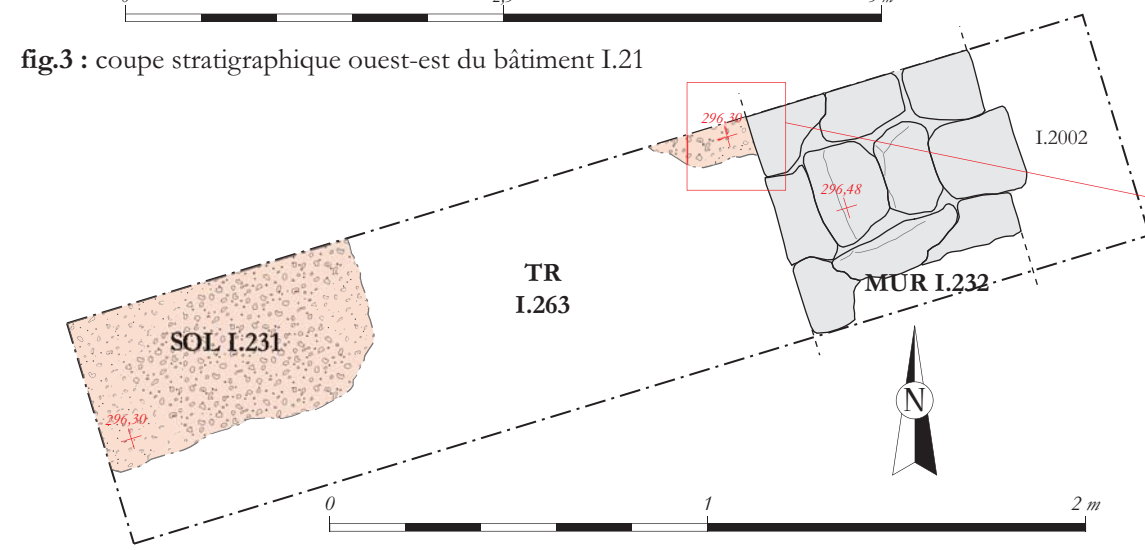 fig.3 : coupe stratigraphique ouest-est du bâtiment I.21
296,30
I.2002
296,48
TR
I.263
MUR I.232
SOL I.231
296,30
N
0 1 2 m